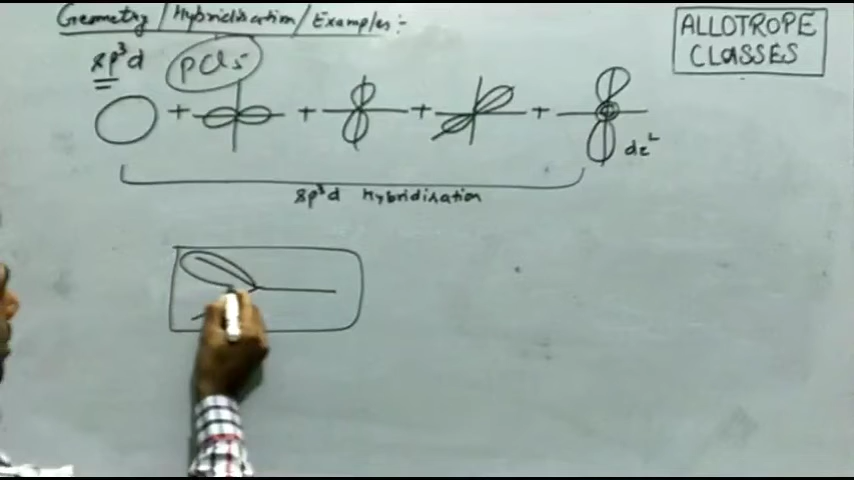 Geometry / Hybridisation / Examples :-
ALLOTROPE
CLASSES
sp³d PCl5
+ + + +
dz²
sp³d Hybridisation